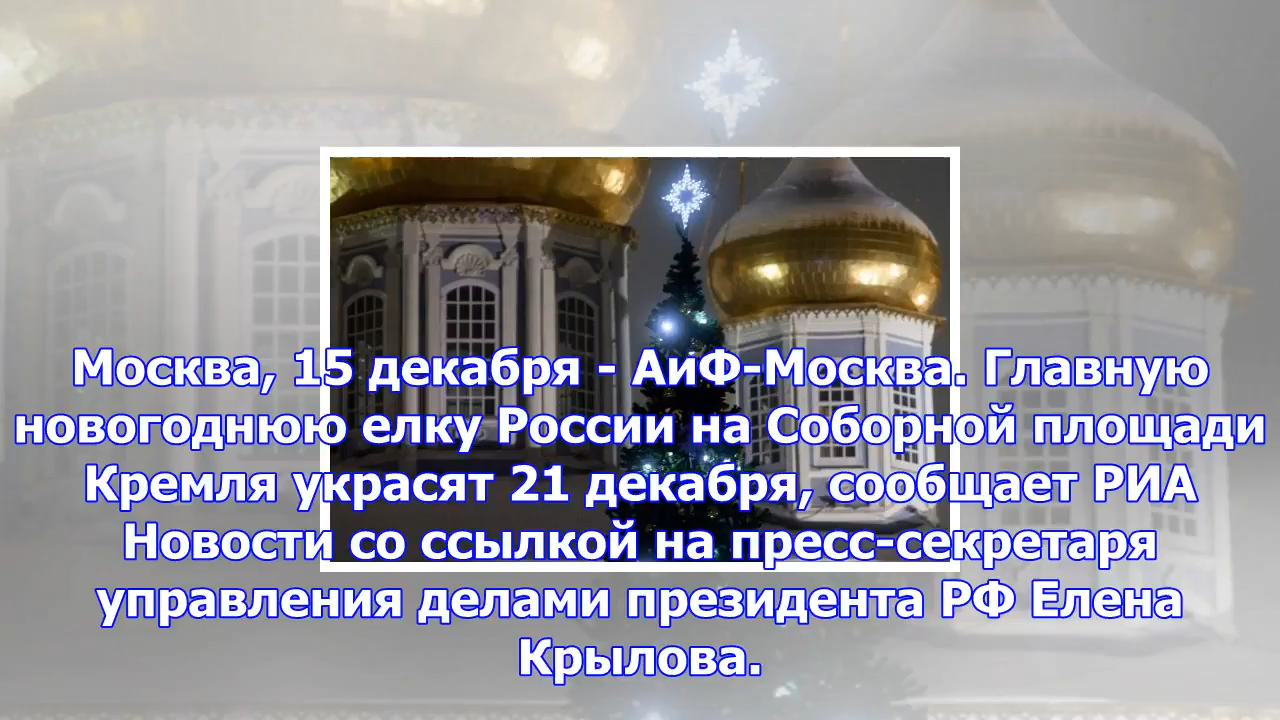 Москва, 15 декабря - АиФ-Москва. Главную
новогоднюю елку России на Соборной площади
Кремля украсят 21 декабря, сообщает РИА
Новости со ссылкой на пресс-секретаря
управления делами президента РФ Елена
Крылова.